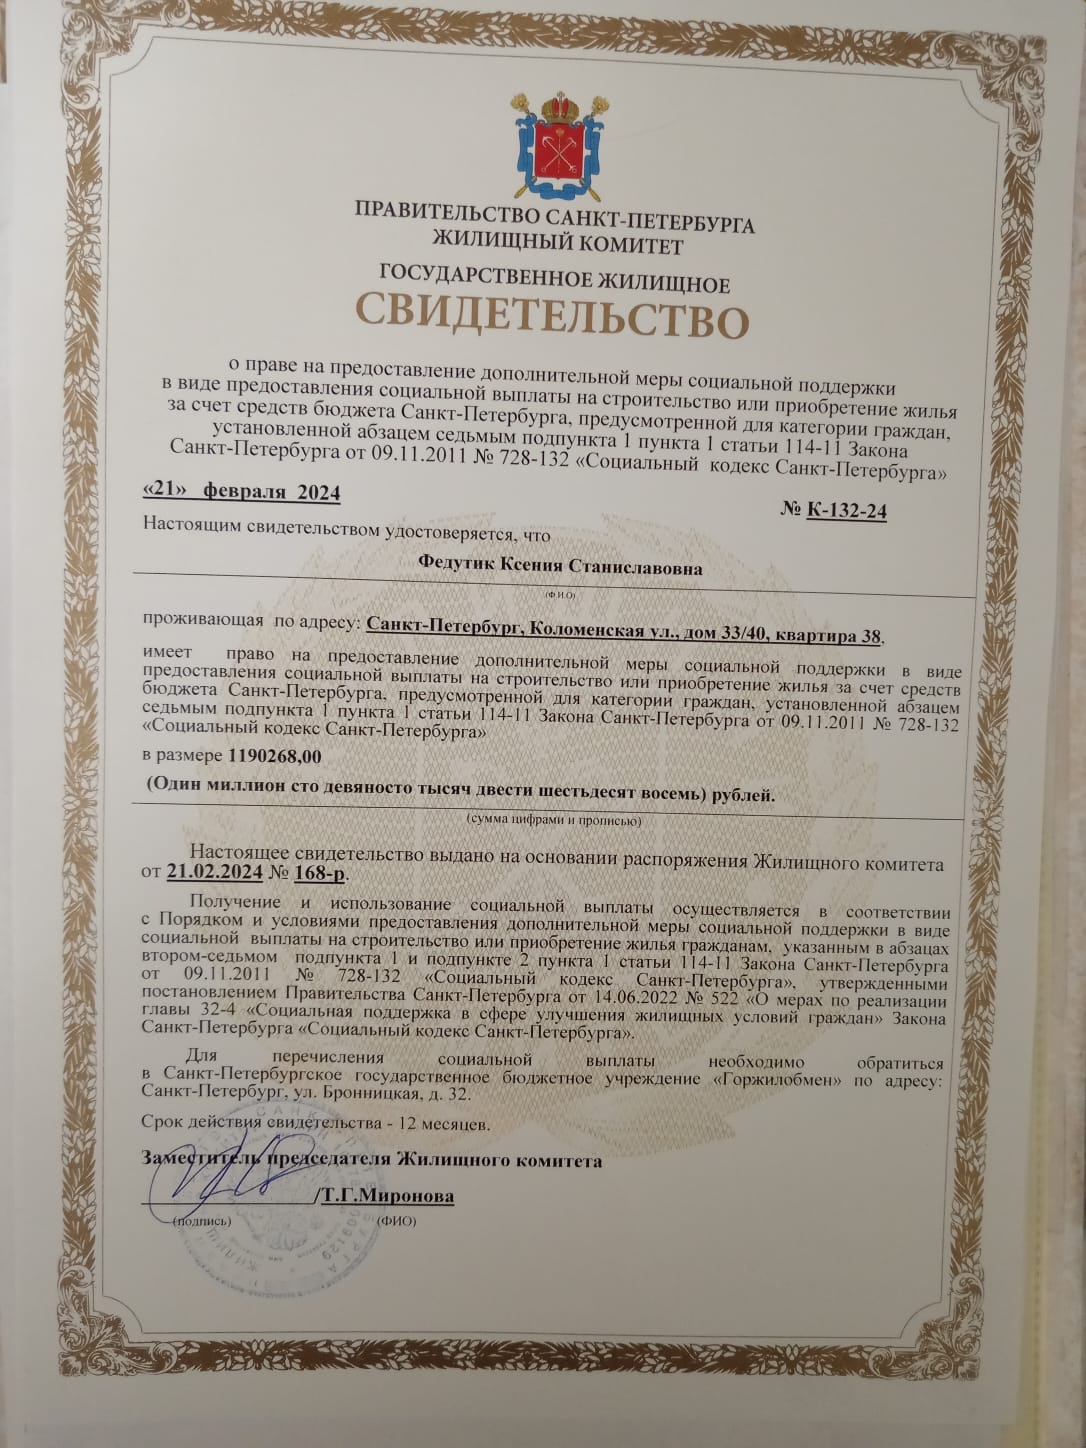 ПРАВИТЕЛЬСТВО САНКТ-ПЕТЕРБУРГА
ЖИЛИЩНЫЙ КОМИТЕТ
ГОСУДАРСТВЕННОЕ ЖИЛИЩНОЕ
СВИДЕТЕЛЬСТВО
о праве на предоставление дополнительной меры социальной поддержки
в виде предоставления социальной выплаты на строительство или приобретение жилья
за счет средств бюджета Санкт-Петербурга, предусмотренной для категории граждан,
установленной абзацем седьмым подпункта 1 пункта 1 статьи 114-11 Закона
Санкт-Петербурга от 09.11.2011 № 728-132 «Социальный кодекс Санкт-Петербурга»
«21» февраля 2024
№ К-132-24
Настоящим свидетельством удостоверяется, что
Федутик Ксения Станиславовна
(Ф И О)
проживающая по адресу: Санкт-Петербург, Коломенская ул., дом 33/40, квартира 38,
имеет право на предоставление дополнительной меры социальной поддержки в виде
предоставления социальной выплаты на строительство или приобретение жилья за счет средств
бюджета Санкт-Петербурга, предусмотренной для категории граждан, установленной абзацем
седьмым подпункта 1 пункта 1 статьи 114-11 Закона Санкт-Петербурга от 09.11.2011 № 728-132
«Социальный кодекс Санкт-Петербурга»
в размере 1190268,00
(Один миллион сто девяносто тысяч двести шестьдесят восемь) рублей.
(сумма цифрами и прописью)
Настоящее свидетельство выдано на основании распоряжения Жилищного комитета
от 21.02.2024 № 168-р.
Получение и использование социальной выплаты осуществляется в соответствии
с Порядком и условиями предоставления дополнительной меры социальной поддержки в виде
социальной выплаты на строительство или приобретение жилья гражданам, указанным в абзацах
втором-седьмом подпункта 1 и подпункте 2 пункта 1 статьи 114-11 Закона Санкт-Петербурга
от 09.11.2011 № 728-132 «Социальный кодекс Санкт-Петербурга», утвержденными
постановлением Правительства Санкт-Петербурга от 14.06.2022 № 522 «О мерах по реализации
главы 32-4 «Социальная поддержка в сфере улучшения жилищных условий граждан» Закона
Санкт-Петербурга «Социальный кодекс Санкт-Петербурга».
Для перечисления социальной выплаты необходимо обратиться
в Санкт-Петербургское государственное бюджетное учреждение «Горжилобмен» по адресу:
Санкт-Петербург, ул. Бронницкая, д. 32.
Срок действия свидетельства - 12 месяцев.
Заместитель председателя Жилищного комитета
/Т.Г.Миронова
(подпись) (ФИО)